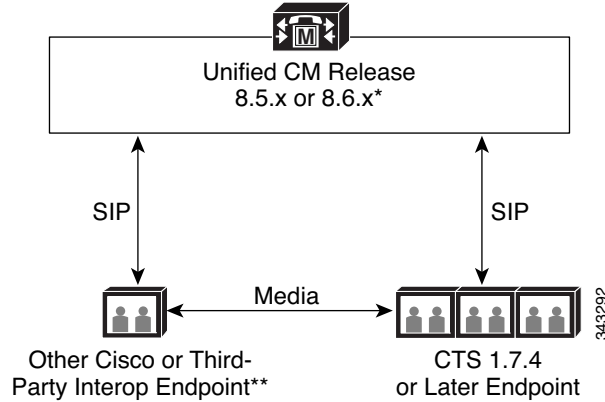 M
Unified CM Release
8.5.x or 8.6.x*
SIP
SIP
Media
Other Cisco or Third-
Party Interop Endpoint**
CTS 1.7.4
or Later Endpoint
343292